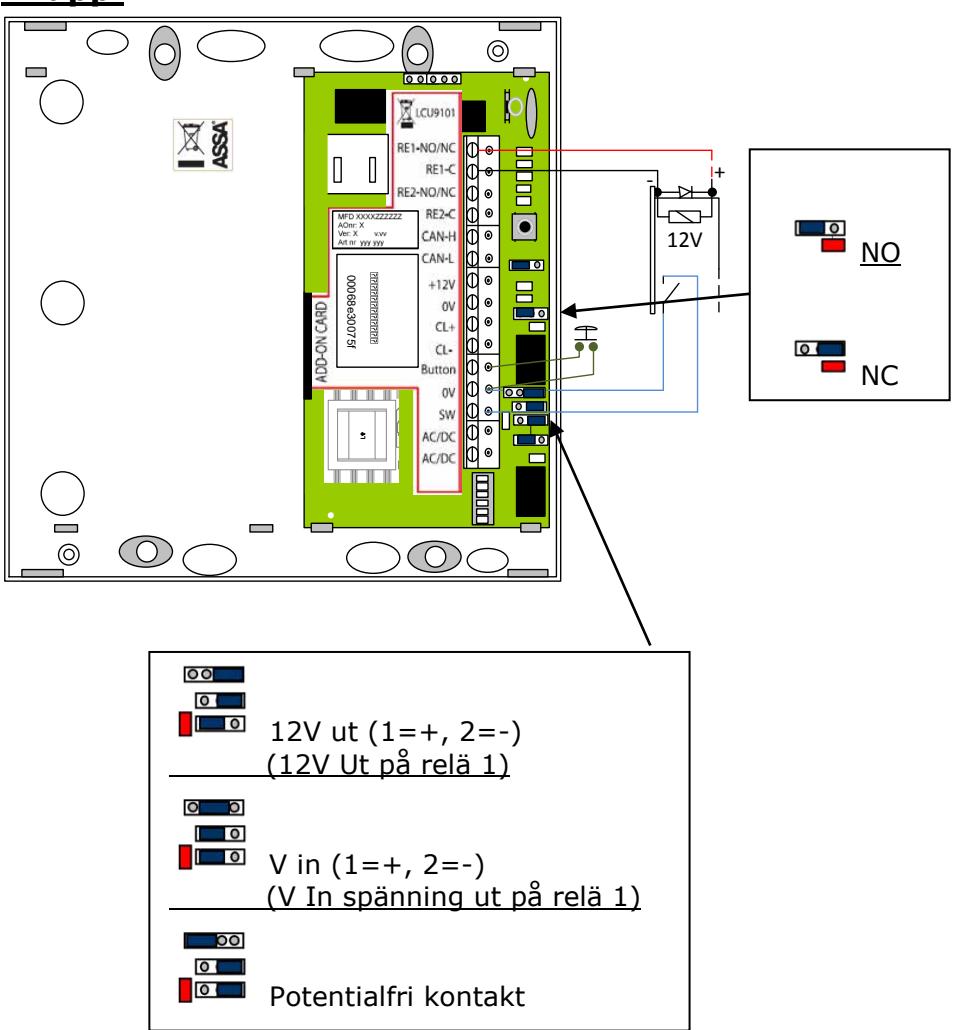 LCU9101
ASSA
RE1-NO/NC
RE1-C
RE2-NO/NC
RE2-C
CAN-H
CAN-L
+12V
0V
CL+
CL-
Button
0V
SW
AC/DC
AC/DC
MFD XXXXZZZZZZ
AOnr: X
Ver: X v.vv
Art nr yyy yyy
00068e30075f
ADD-ON CARD
-
+
12V
NO
NC
12V ut (1=+, 2=-)
(12V Ut på relä 1)
V in (1=+, 2=-)
(V In spänning ut på relä 1)
Potentialfri kontakt